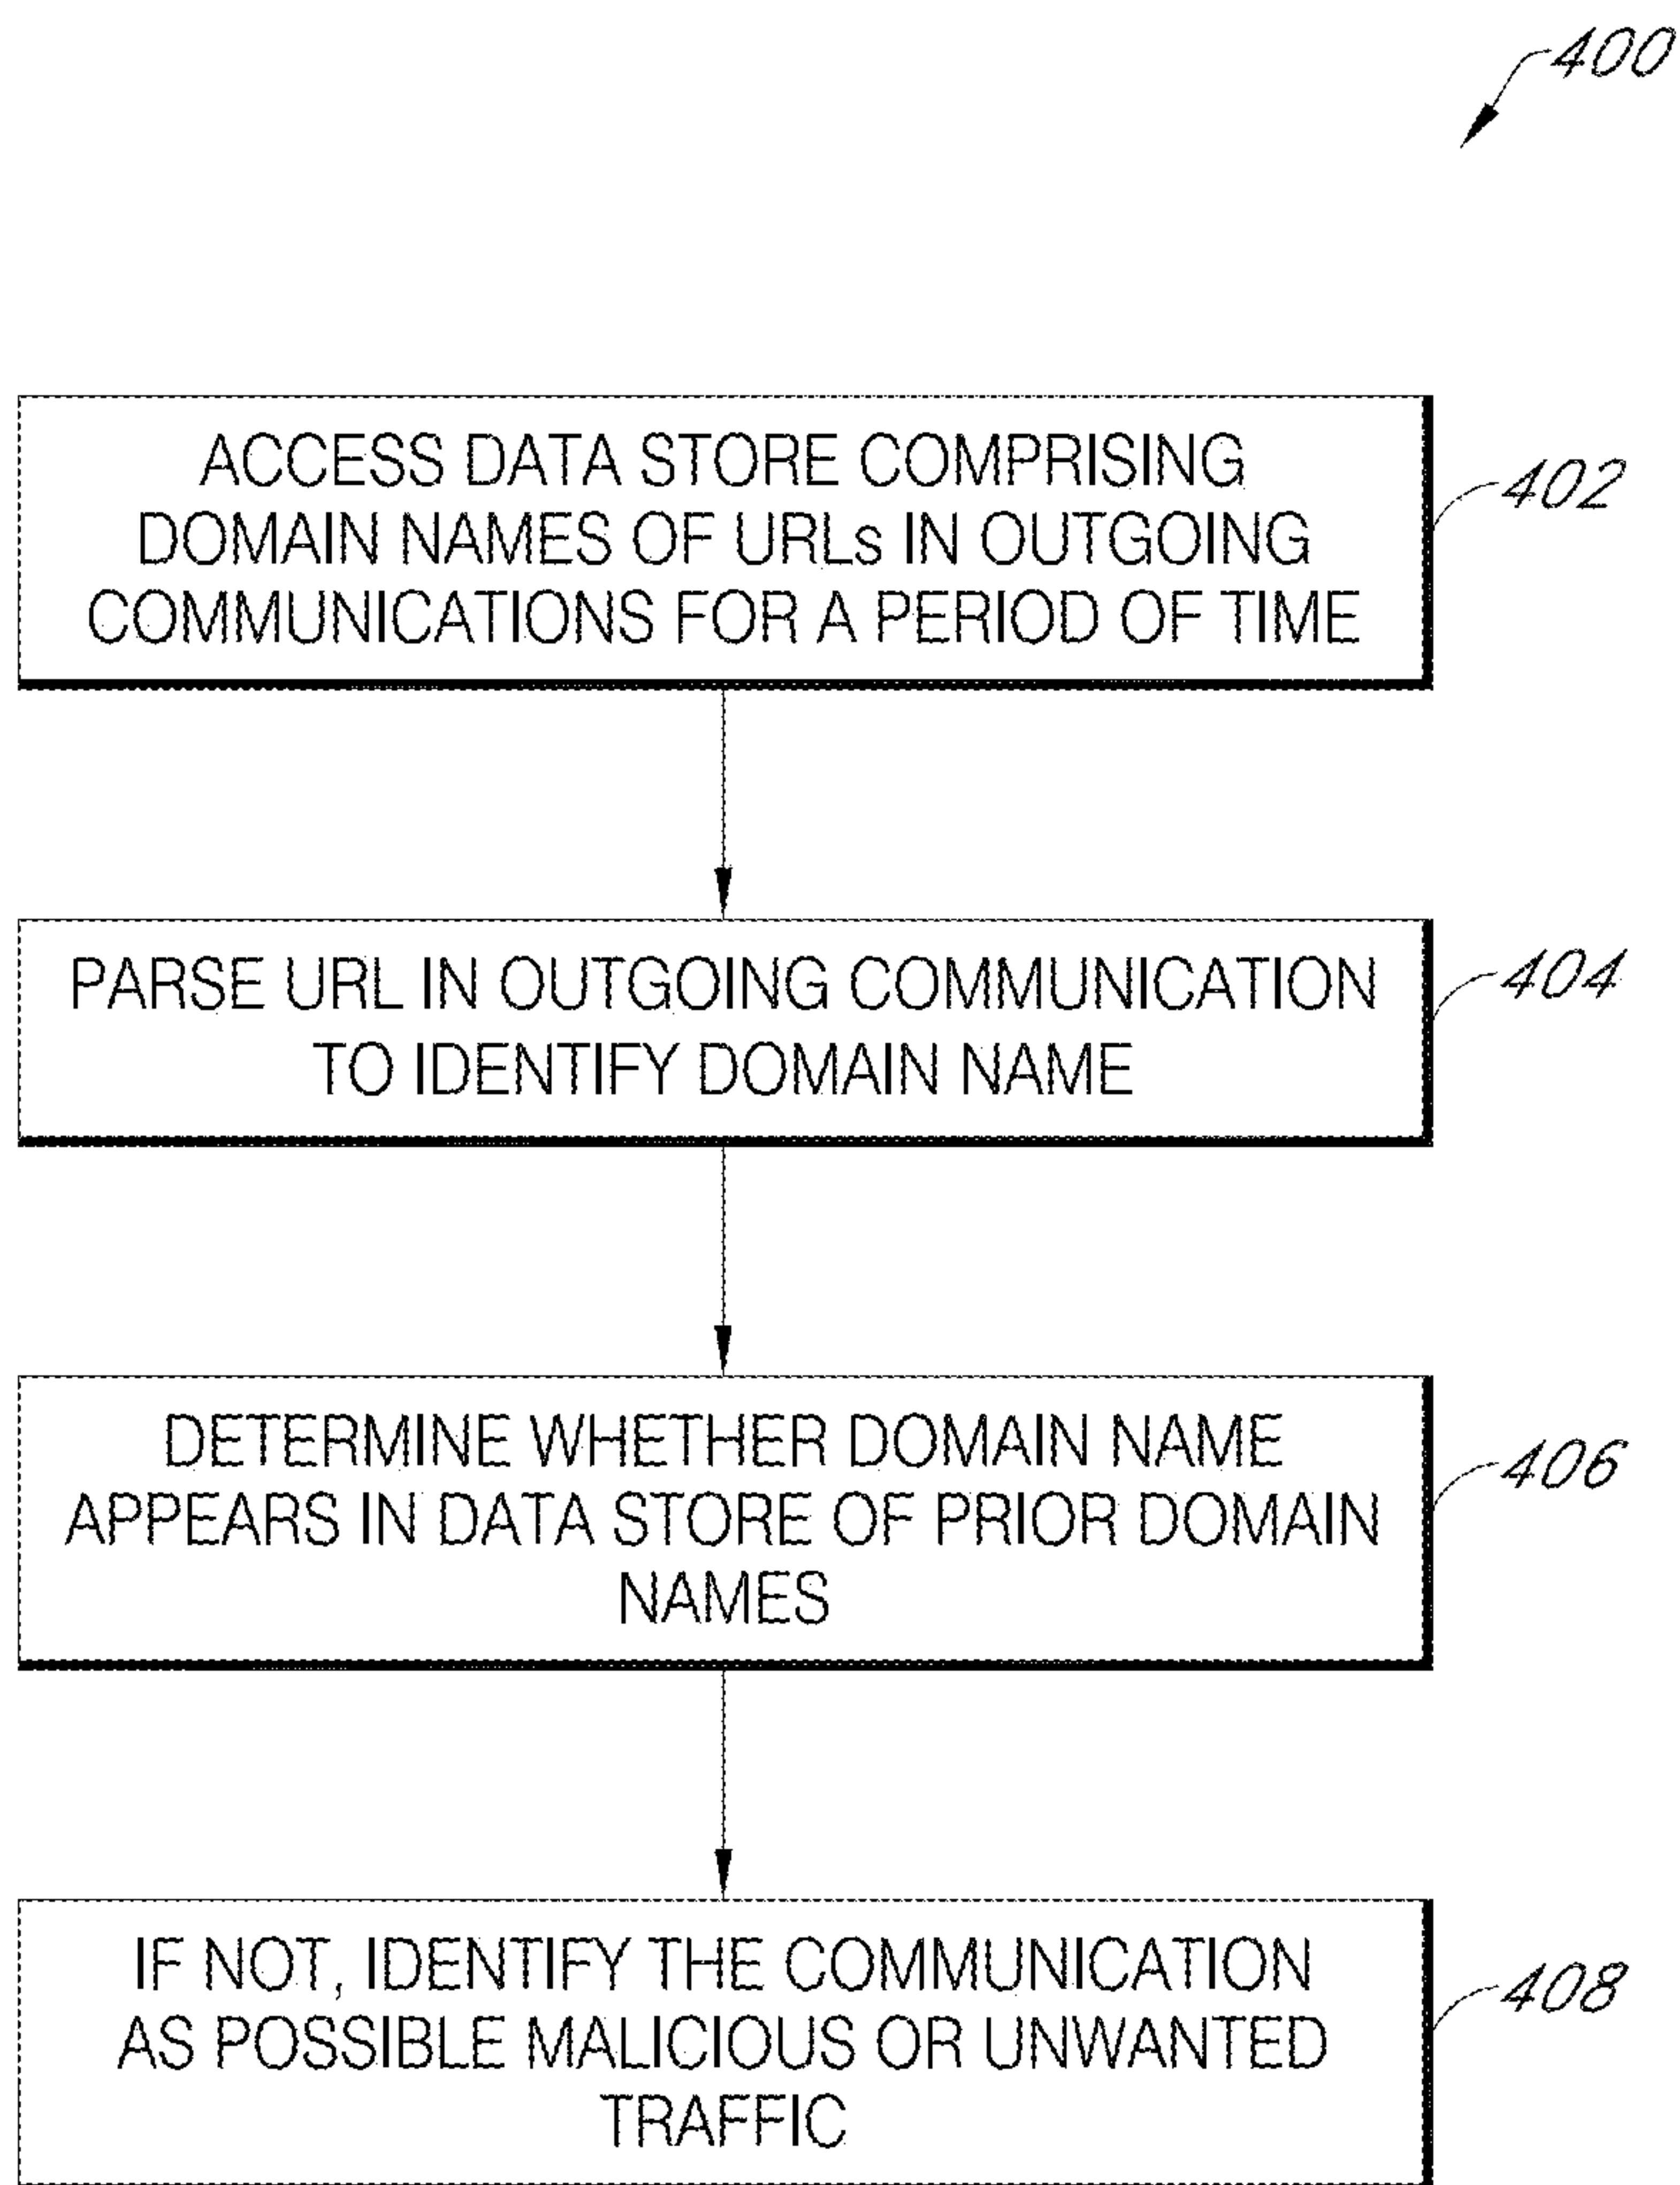 400
ACCESS DATA STORE COMPRISING
DOMAIN NAMES OF URLs IN OUTGOING
COMMUNICATIONS FOR A PERIOD OF TIME
402
PARSE URL IN OUTGOING COMMUNICATION
TO IDENTIFY DOMAIN NAME
404
DETERMINE WHETHER DOMAIN NAME
APPEARS IN DATA STORE OF PRIOR DOMAIN
NAMES
406
IF NOT, IDENTIFY THE COMMUNICATION
AS POSSIBLE MALICIOUS OR UNWANTED
TRAFFIC
408